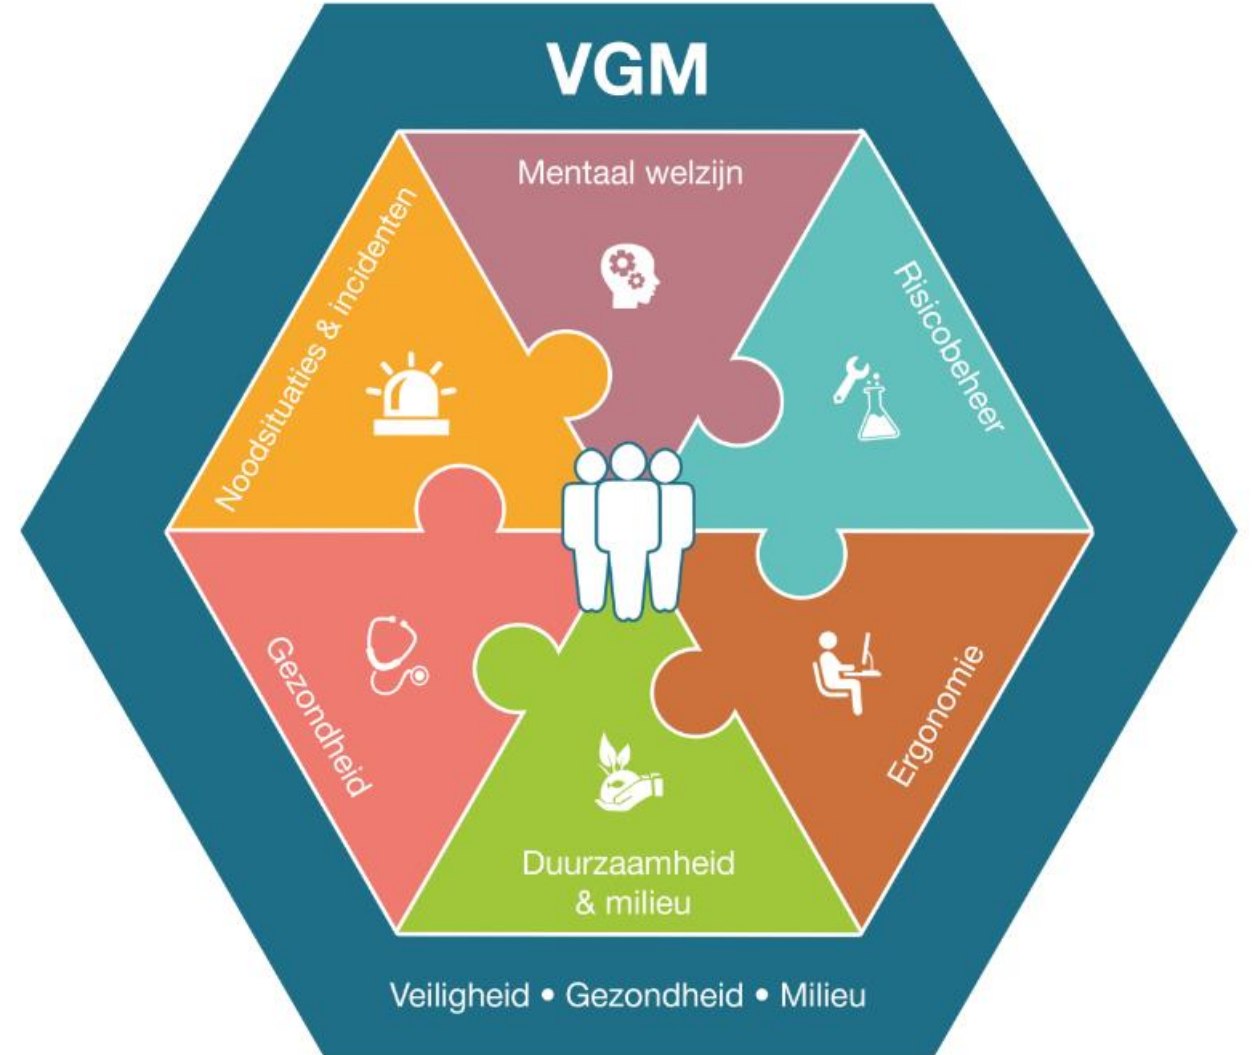 VGM
Mentaal welzijn
Noodsituaties & incidenten
Risicobeheer
Gezondheid
Ergonomie
Duurzaamheid
& milieu
Veiligheid • Gezondheid • Milieu